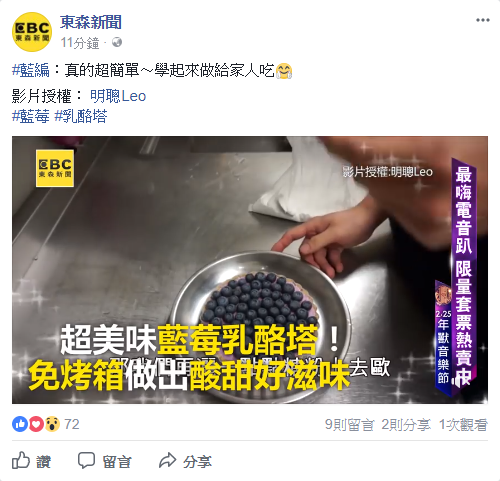 東森新聞
11分鐘
#藍編：真的超簡單～學起來做給家人吃
影片授權： 明聰Leo
#藍莓 #乳酪塔
EBC
東森新聞
影片授權:明聰Leo
最嗨電音趴 限量套票熱賣中
2/25
年獸音樂節
超美味藍莓乳酪塔！
去歐
免烤箱做出酸甜好滋味
72
9則留言 2則分享 1次觀看
讚 留言 分享